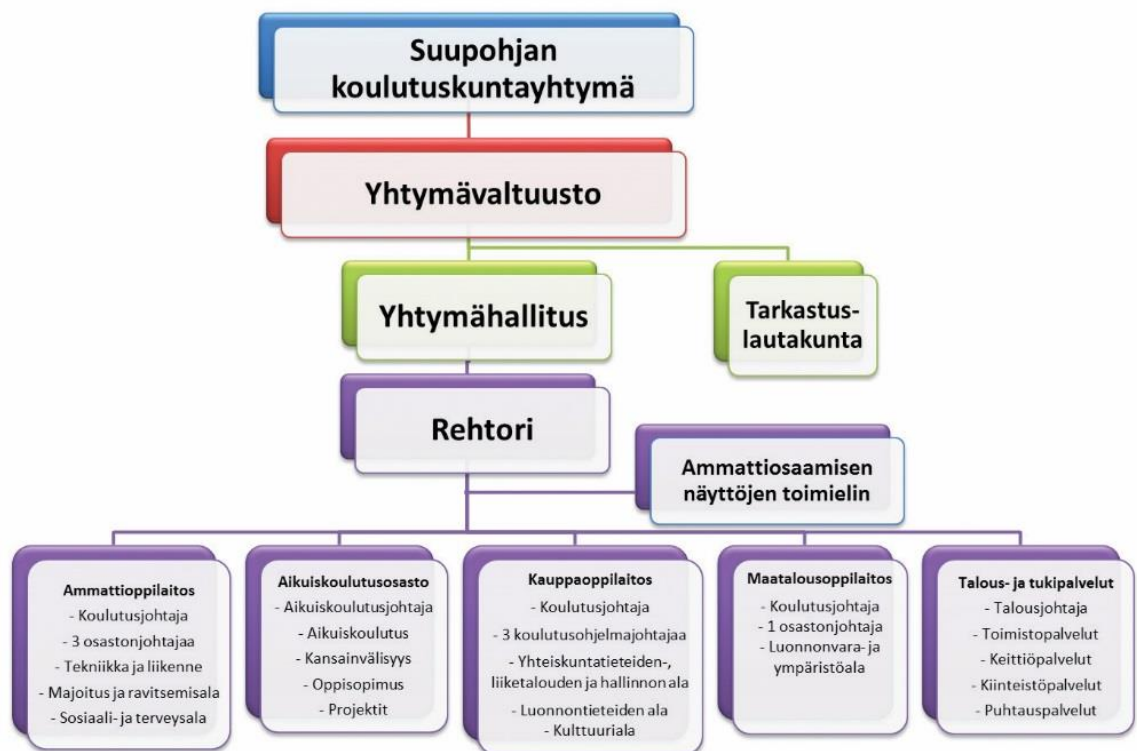 Suupohjan
koulutuskuntayhtymä
Yhtymävaltuusto
Yhtymähallitus
Tarkastus-
lautakunta
Rehtori
Ammattiosaamisen
näyttöjen toimielin
Ammattioppilaitos
- Koulutusjohtaja
- 3 osastonjohtajaa
- Tekniikka ja liikenne
- Majoitus ja ravitsemisala
- Sosiaali- ja terveysala
Aikuiskoulutusosasto
- Aikuiskoulutusjohtaja
- Aikuiskoulutus
- Kansainvälisyys
- Oppisopimus
- Projektit
Kauppaoppilaitos
- Koulutusjohtaja
- 3 koulutusohjelmajohtajaa
- Yhteiskuntatieteiden-,
liiketalouden ja hallinnon ala
- Luonnontieteiden ala
- Kulttuuriala
Maatalousoppilaitos
- Koulutusjohtaja
- 1 osastonjohtaja
- Luonnonvara- ja
ympäristöala
Talous- ja tukipalvelut
- Talousjohtaja
- Toimistopalvelut
- Keittiöpalvelut
- Kiinteistöpalvelut
- Puhtauspalvelut